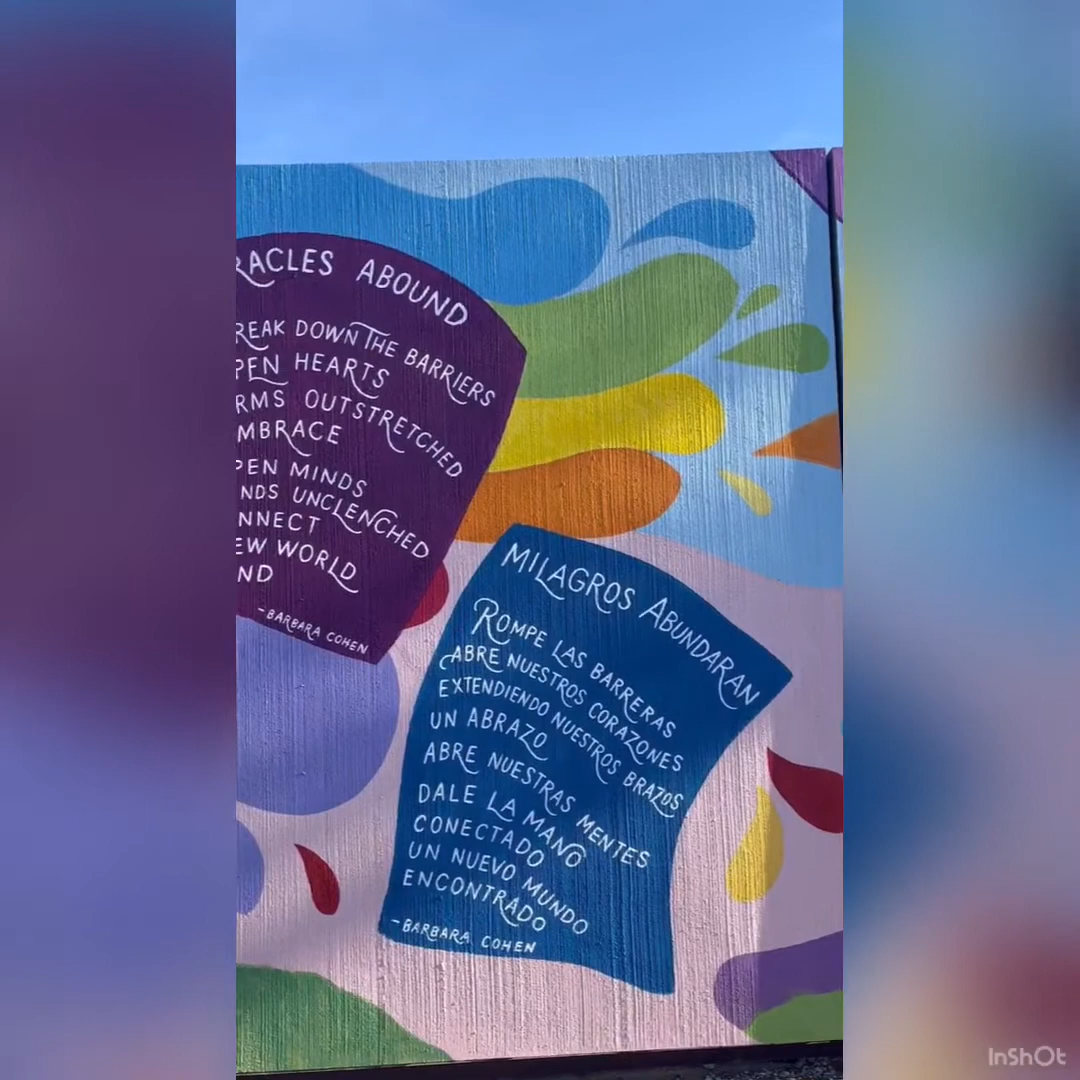 RACLES ABOUND
REAK DOWN THE BARRIERS
PEN HEARTS
RMS OUTSTRETCHED
MBRACE
PEN MINDS
NDS UNCLENCHED
NNECT
EW WORLD
ND
-BARBARA COHEN
MILAGROS ABUNDARAN
ROMPE LAS BARRERAS
ABRE NUESTROS CORAZONES
EXTENDIENDO NUESTROS BRAZOS
UN ABRAZO
ABRE NUESTRAS MENTES
DALE LA MANO
CONECTADO
UN NUEVO MUNDO
ENCONTRADO
-BARBARA COHEN
InShOt